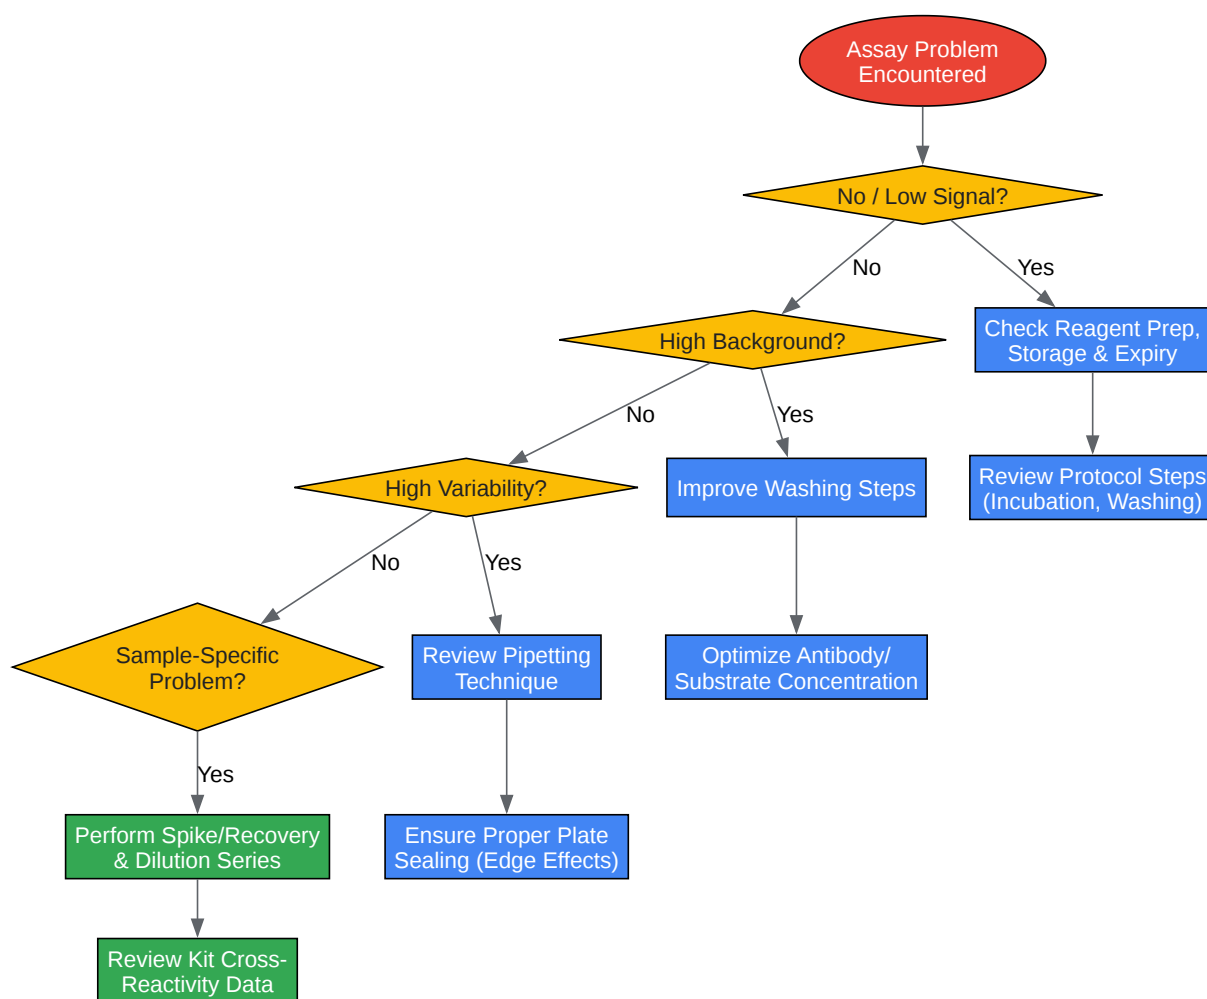 Assay Problem
Encountered
No / Low Signal?
No
Yes
High Background?
Check Reagent Prep,
Storage & Expiry
No
Yes
High Variability?
Improve Washing Steps
Review Protocol Steps
(Incubation, Washing)
No
Yes
Sample-Specific
Problem?
Review Pipetting
Technique
Optimize Antibody/
Substrate Concentration
Yes
Perform Spike/Recovery
& Dilution Series
Ensure Proper Plate
Sealing (Edge Effects)
Review Kit Cross-
Reactivity Data